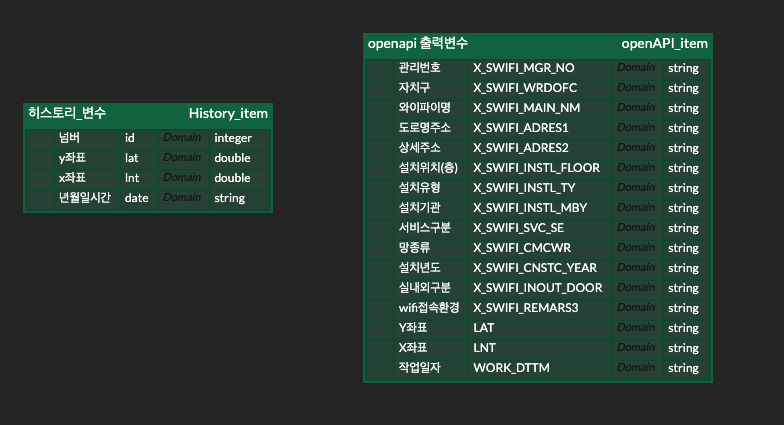 히스토리_변수 History_item
넘버 id Domain integer
y좌표 lat Domain double
x좌표 lnt Domain double
년월일시간 date Domain string
openapi 출력변수 openAPI_item
관리번호 X_SWIFI_MGR_NO Domain string
자치구 X_SWIFI_WRDOFC Domain string
와이파이명 X_SWIFI_MAIN_NM Domain string
도로명주소 X_SWIFI_ADRES1 Domain string
상세주소 X_SWIFI_ADRES2 Domain string
설치위치(층) X_SWIFI_INSTL_FLOOR Domain string
설치유형 X_SWIFI_INSTL_TY Domain string
설치기관 X_SWIFI_INSTL_MBY Domain string
서비스구분 X_SWIFI_SVC_SE Domain string
망종류 X_SWIFI_CMCWR Domain string
설치년도 X_SWIFI_CNSTC_YEAR Domain string
실내외구분 X_SWIFI_INOUT_DOOR Domain string
wifi접속환경 X_SWIFI_REMARS3 Domain string
Y좌표 LAT Domain string
X좌표 LNT Domain string
작업일자 WORK_DTTM Domain string